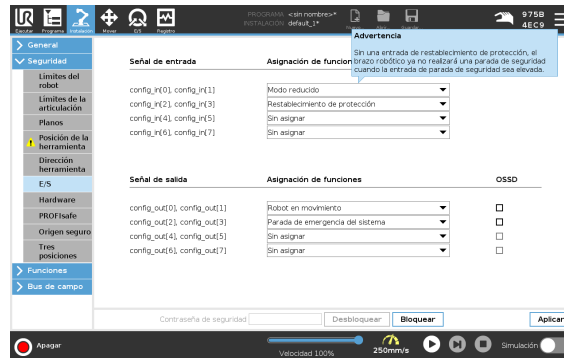 Ejecutar Programa Instalación Mover E/S Registro
PROGRAMA <sin nombres>*
INSTALACIÓN default_1*
Nuevo... Abrir... Guardar...
975B
4EC9
General
Seguridad
Límites del
robot
Límites de la
articulación
Planos
Posición de la
herramienta
Dirección
herramienta
E/S
Hardware
PROFIsafe
Origen seguro
Tres
posiciones
Funciones
Bus de campo
Advertencia
Sin una entrada de restablecimiento de protección, el
brazo robótico ya no realizará una parada de seguridad
cuando la entrada de parada de seguridad sea elevada.
Señal de entrada Asignación de funcion
config_in[0], config_in[1] Modo reducido
config_in[2], config_in[3] Restablecimiento de protección
config_in[4], config_in[5] Sin asignar
config_in[6], config_in[7] Sin asignar
Señal de salida Asignación de funciones OSSD
config_out[0], config_out[1] Robot en movimiento
config_out[2], config_out[3] Parada de emergencia del sistema
config_out[4], config_out[5] Sin asignar
config_out[6], config_out[7] Sin asignar
Contraseña de seguridad Desbloquear Bloquear Aplicar
Apagar
Velocidad 100%
250mm/s
Simulación